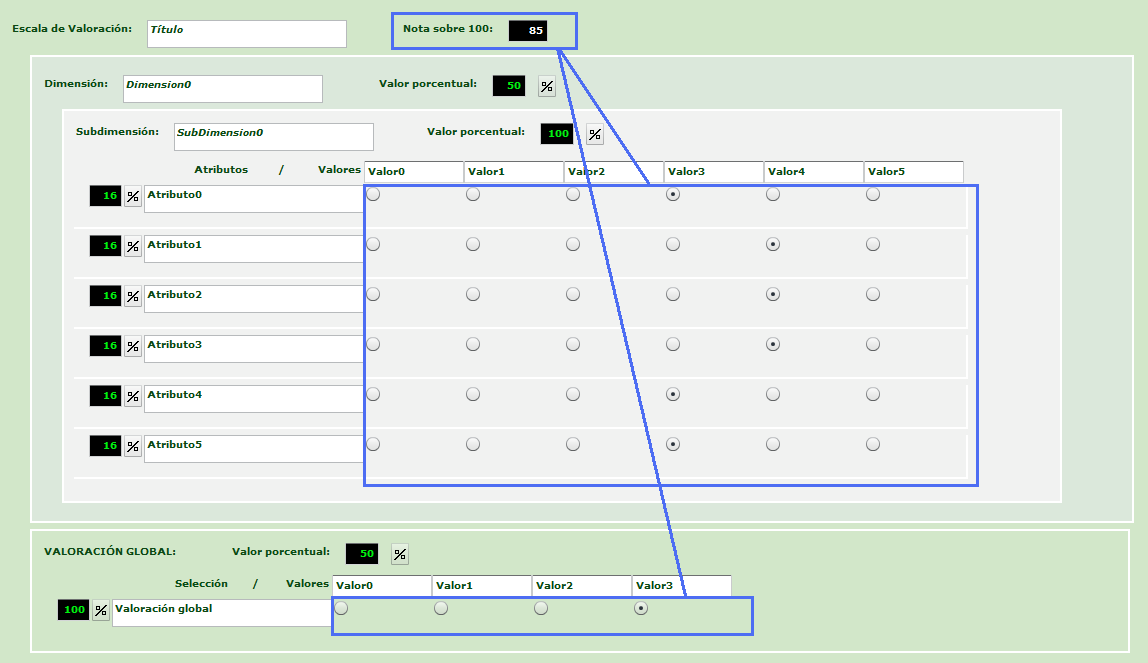 Escala de Valoración: Título Nota sobre 100: 85
Dimensión: Dimension0 Valor porcentual: 50 %
Subdimensión: SubDimension0 Valor porcentual: 100 %
Atributos / Valores Valor0 Valor1 Valor2 Valor3 Valor4 Valor5
16 % Atributo0
16 % Atributo1
16 % Atributo2
16 % Atributo3
16 % Atributo4
16 % Atributo5
VALORACIÓN GLOBAL: Valor porcentual: 50 %
Selección / Valores Valor0 Valor1 Valor2 Valor3
100 % Valoración global